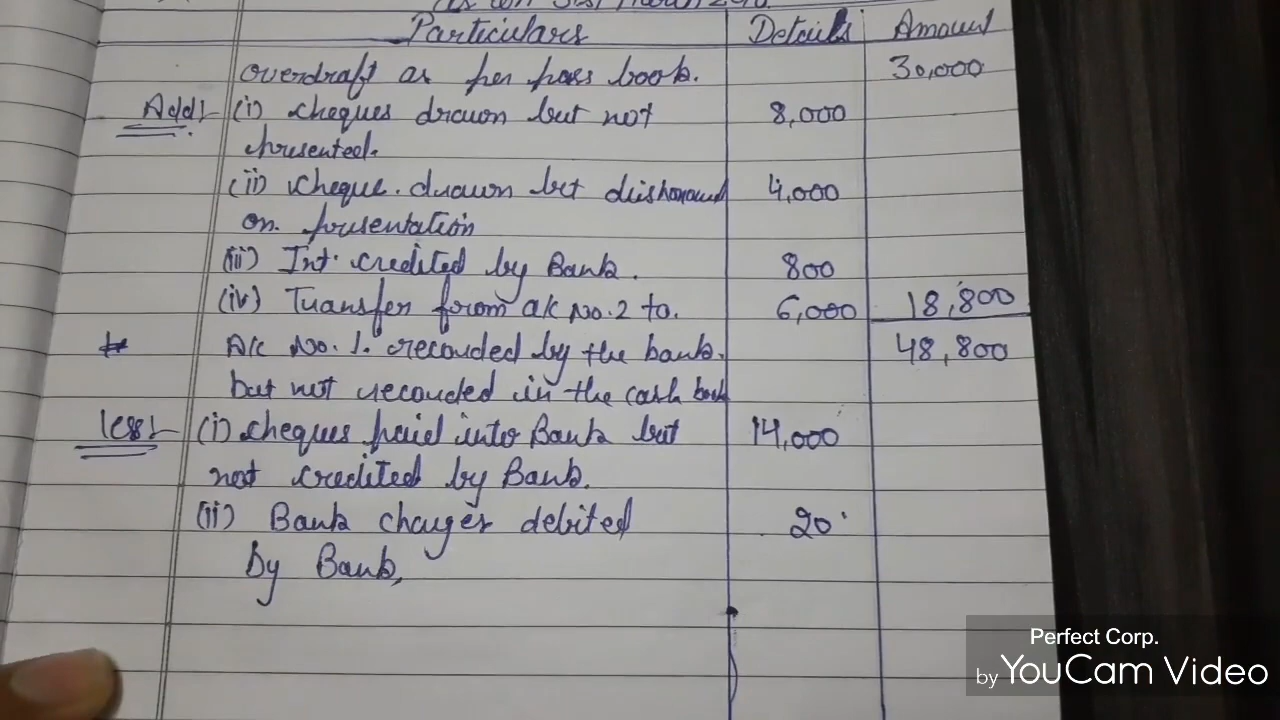 Particulars Details Amount
overdraft as per pass book. 30,000
Add:- (i) cheques drawn but not 8,000
presented.
(ii) cheque drawn but dishonoured 4,000
on presentation
(iii) Int. credited by Bank. 800
(iv) Transfer from a/c No. 2 to. 6,000 18,800
A/c No. 1. recorded by the bank. 48,800
but not recorded in the cash book
less:- (i) cheques paid into Bank but 14,000
not credited by Bank.
(ii) Bank charges debited 20
By Bank,
Perfect Corp.
by YouCam Video